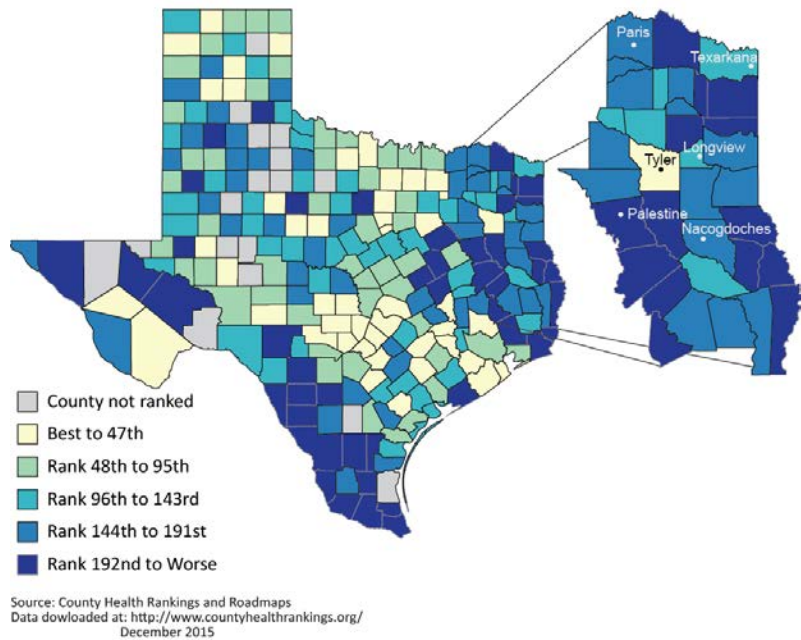 Paris
Texarkana
Longview
Tyler
Palestine
Nacogdoches
County not ranked
Best to 47th
Rank 48th to 95th
Rank 96th to 143rd
Rank 144th to 191st
Rank 192nd to Worse
Source: County Health Rankings and Roadmaps
Data dowloaded at: http://www.countyhealthrankings.org/
December 2015